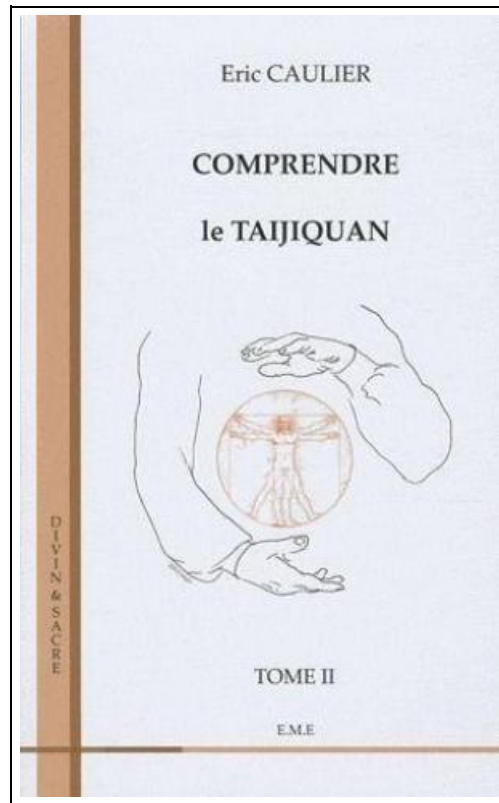 Eric CAULIER
COMPRENDRE
le TAIJIQUAN
DIVIN & SACRE
TOME II
E.M.E